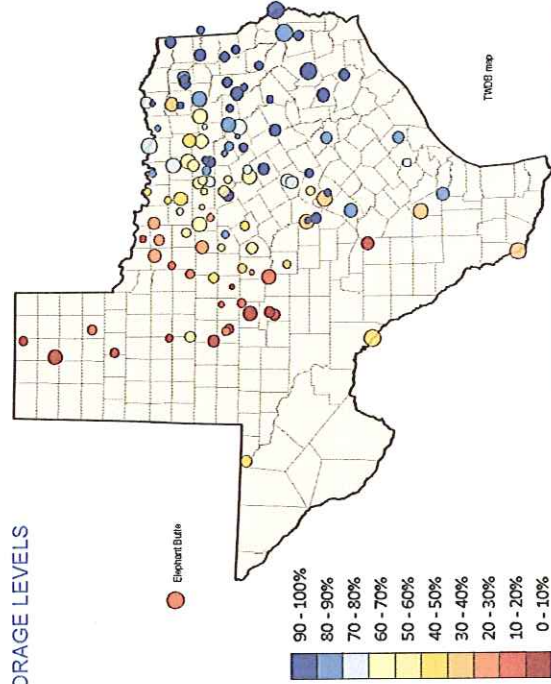 ORAGE LEVELS
Elephant Butte
90 - 100%
80 - 90%
70 - 80%
60 - 70%
50 - 60%
40 - 50%
30 - 40%
20 - 30%
10 - 20%
0 - 10%
TWDB map